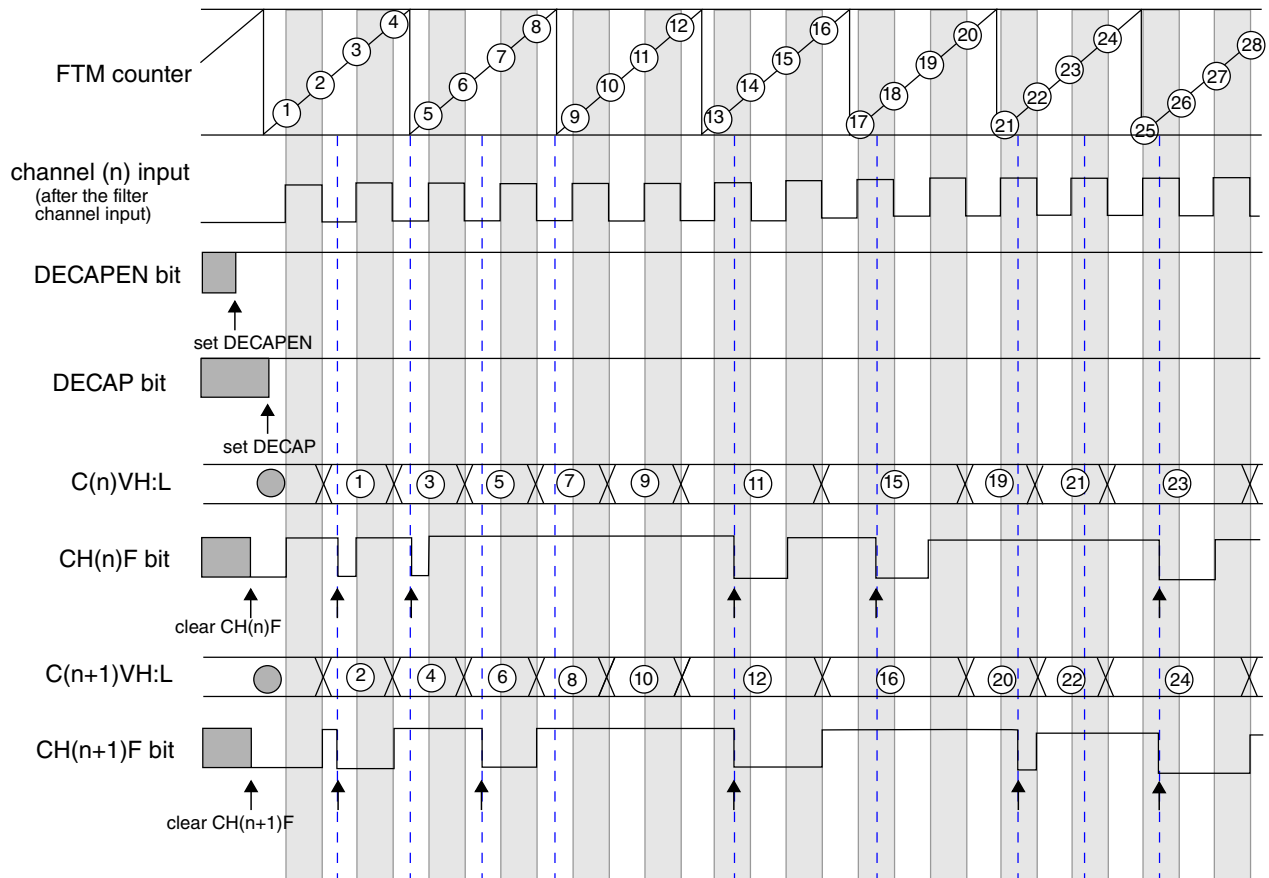 FTM counter
1 2 3 4 5 6 7 8 9 10 11 12 13 14 15 16 17 18 19 20 21 22 23 24 25 26 27 28
channel (n) input
(after the filter
channel input)
DECAPEN bit
set DECAPEN
DECAP bit
set DECAP
C(n)VH:L
1 3 5 7 9 11 15 19 21 23
CH(n)F bit
clear CH(n)F
C(n+1)VH:L
2 4 6 8 10 12 16 20 22 24
CH(n+1)F bit
clear CH(n+1)F